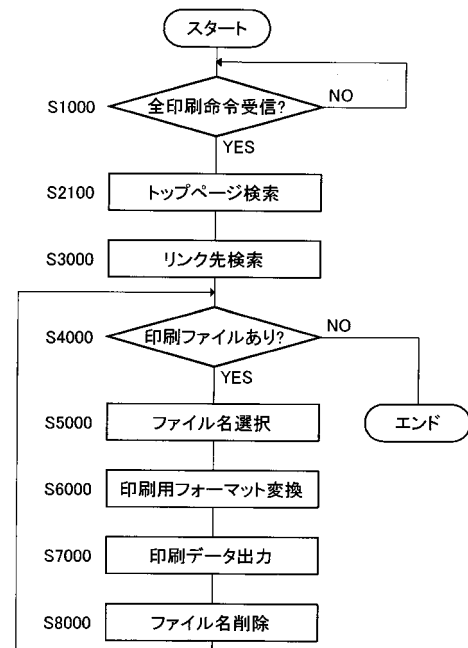 スタート
S1000 全印刷命令受信? NO
YES
S2100 トップページ検索
S3000 リンク先検索
S4000 印刷ファイルあり? NO
YES
S5000 ファイル名選択 エンド
S6000 印刷用フォーマット変換
S7000 印刷データ出力
S8000 ファイル名削除